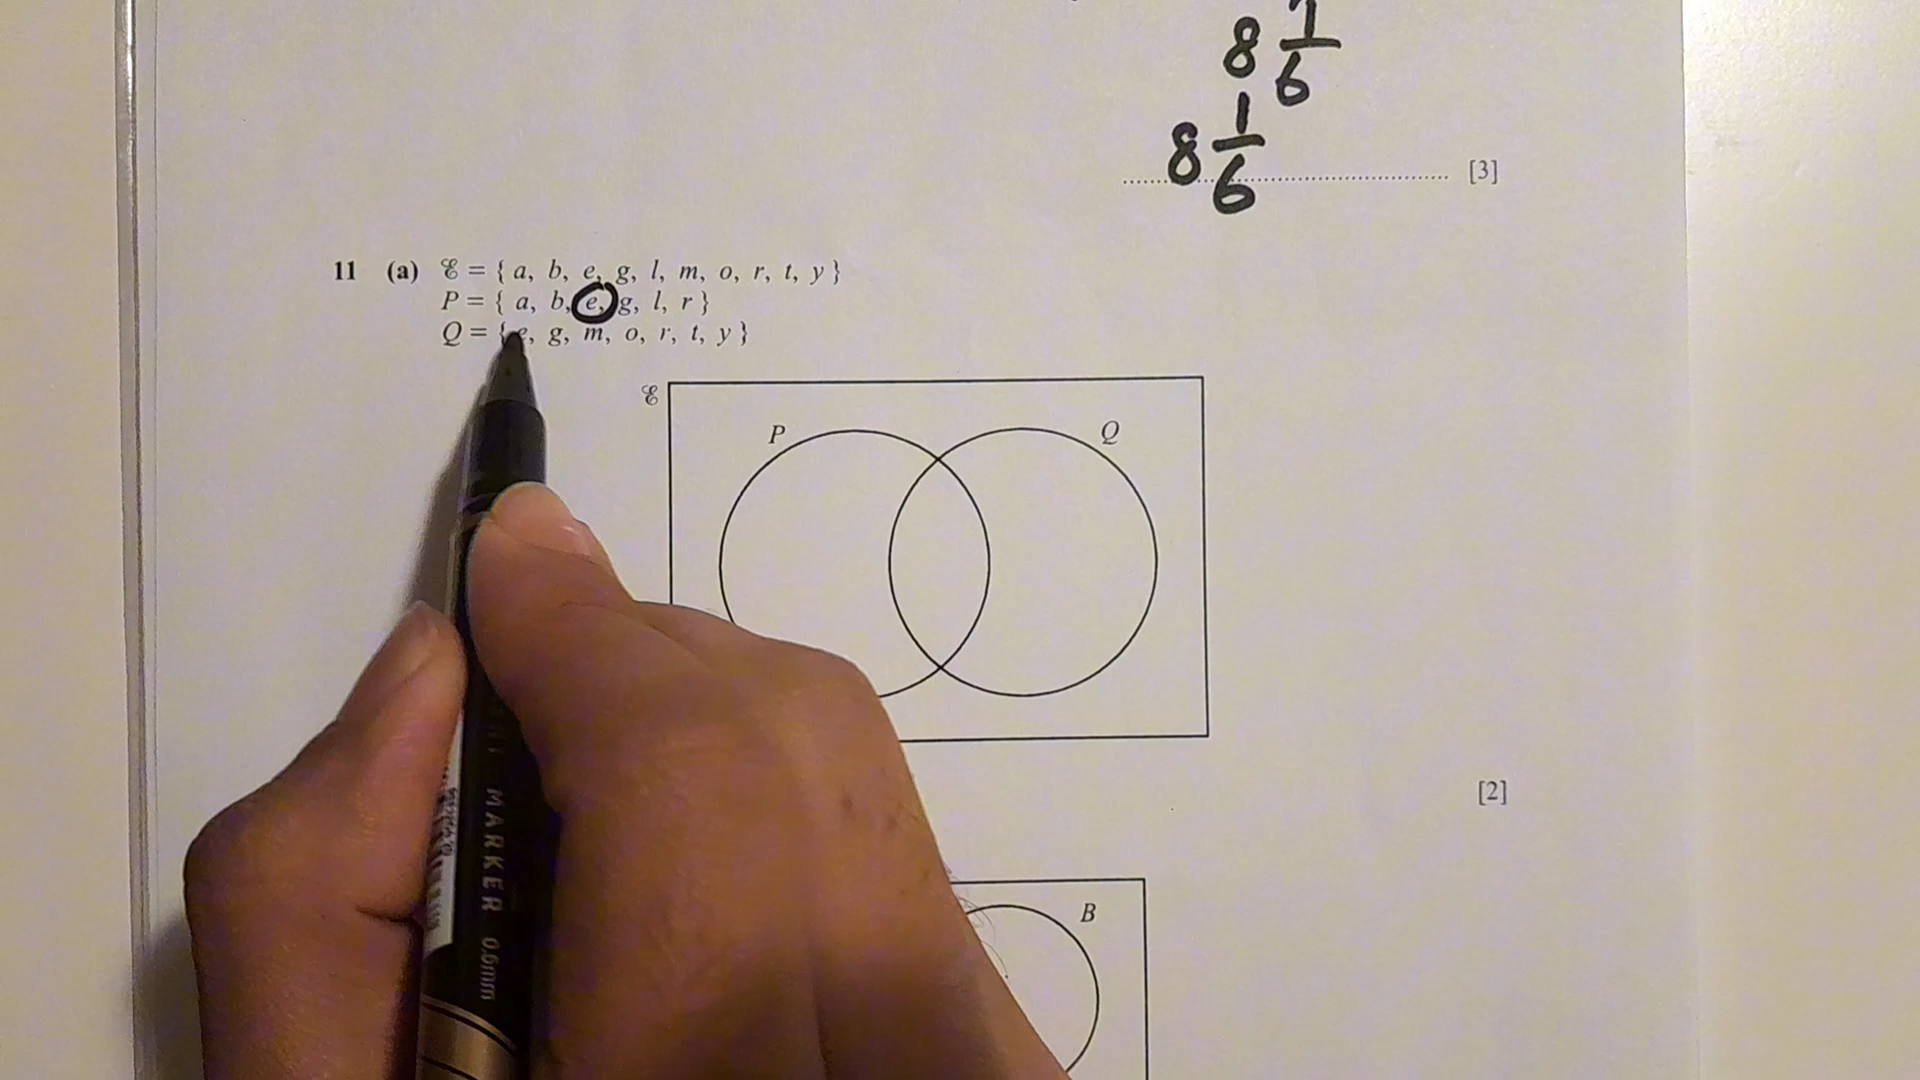 8 1/6
8 1/6
[3]
11 (a) ℰ = { a, b, e, g, l, m, o, r, t, y }
P = { a, b, e, g, l, r }
Q = { e, g, m, o, r, t, y }
ℰ
P Q
[2]
B
MARKER 0.6mm